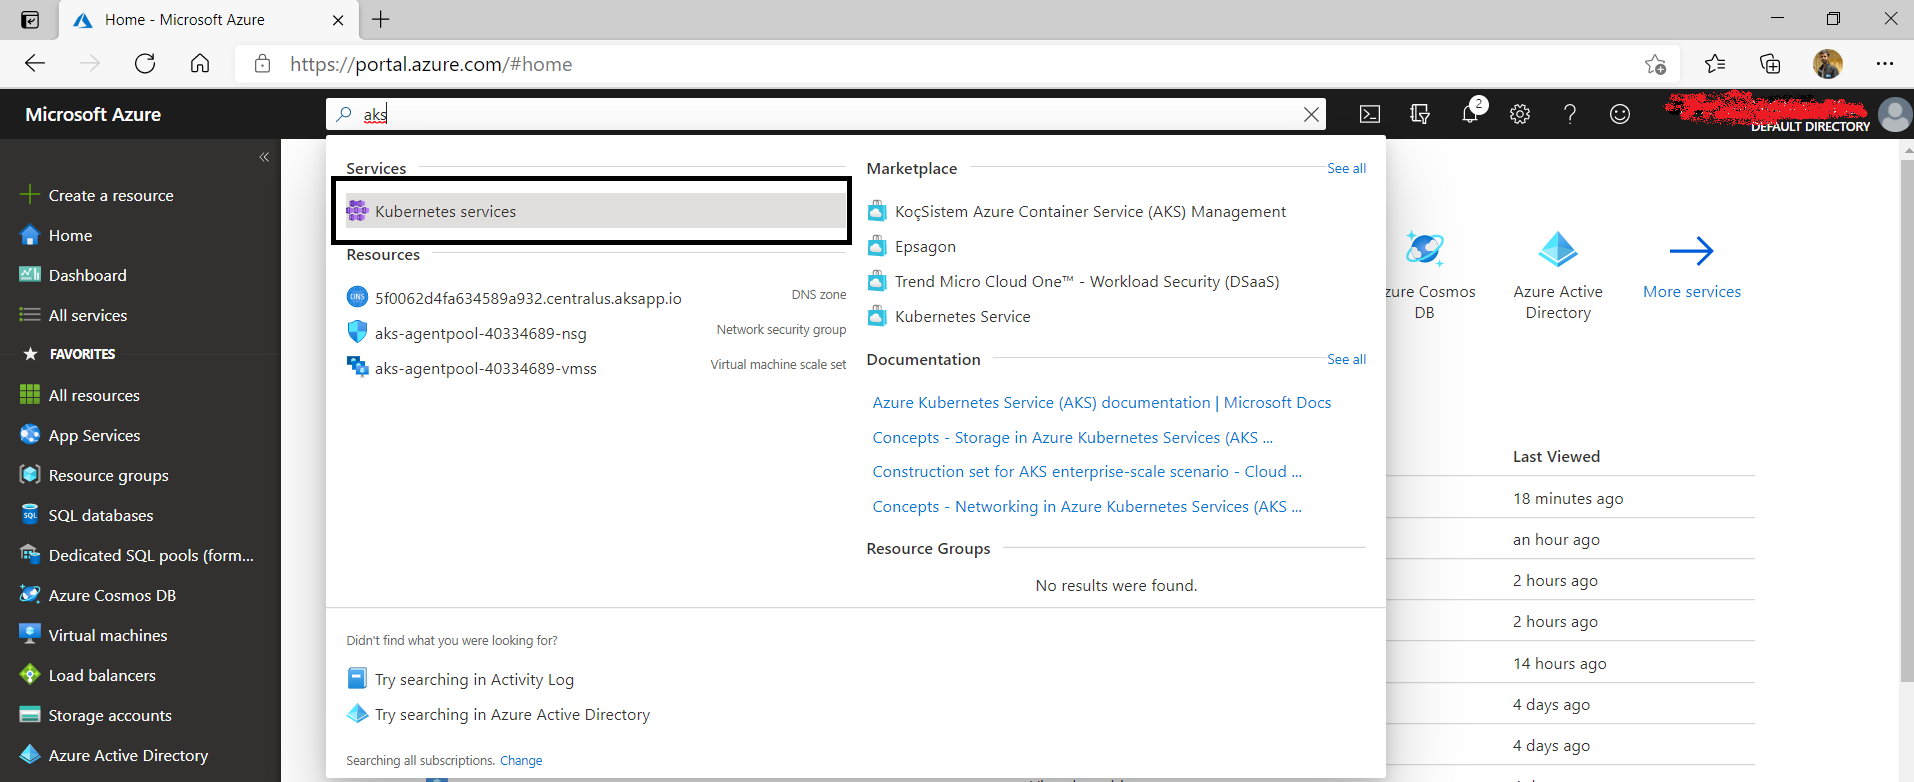 Home - Microsoft Azure
https://portal.azure.com/#home
Microsoft Azure
aks
2
DEFAULT DIRECTORY
Create a resource
Home
Dashboard
All services
FAVORITES
All resources
App Services
Resource groups
SQL databases
Dedicated SQL pools (form...
Azure Cosmos DB
Virtual machines
Load balancers
Storage accounts
Azure Active Directory
Services
Kubernetes services
Resources
5f0062d4fa634589a932.centralus.aksapp.io DNS zone
aks-agentpool-40334689-nsg Network security group
aks-agentpool-40334689-vmss Virtual machine scale set
Marketplace See all
KoçSistem Azure Container Service (AKS) Management
Epsagon
Trend Micro Cloud One™ - Workload Security (DSaaS)
Kubernetes Service
Documentation See all
Azure Kubernetes Service (AKS) documentation | Microsoft Docs
Concepts - Storage in Azure Kubernetes Services (AKS ...
Construction set for AKS enterprise-scale scenario - Cloud ...
Concepts - Networking in Azure Kubernetes Services (AKS ...
Resource Groups
No results were found.
Didn't find what you were looking for?
Try searching in Activity Log
Try searching in Azure Active Directory
Searching all subscriptions. Change
zure Cosmos
DB
Azure Active
Directory
More services
Last Viewed
18 minutes ago
an hour ago
2 hours ago
2 hours ago
14 hours ago
4 days ago
4 days ago